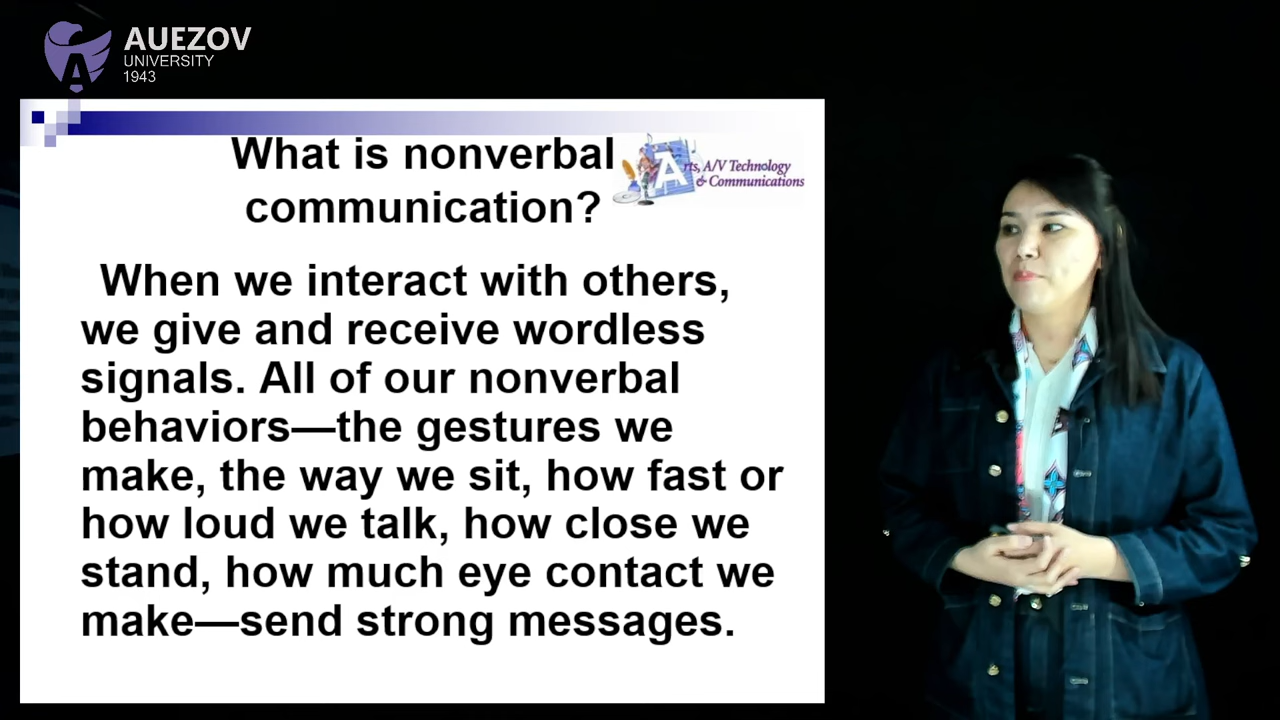 AUEZOV
UNIVERSITY
1943
What is nonverbal
communication?
Arts, A/V Technology
& Communications
When we interact with others,
we give and receive wordless
signals. All of our nonverbal
behaviors—the gestures we
make, the way we sit, how fast or
how loud we talk, how close we
stand, how much eye contact we
make—send strong messages.